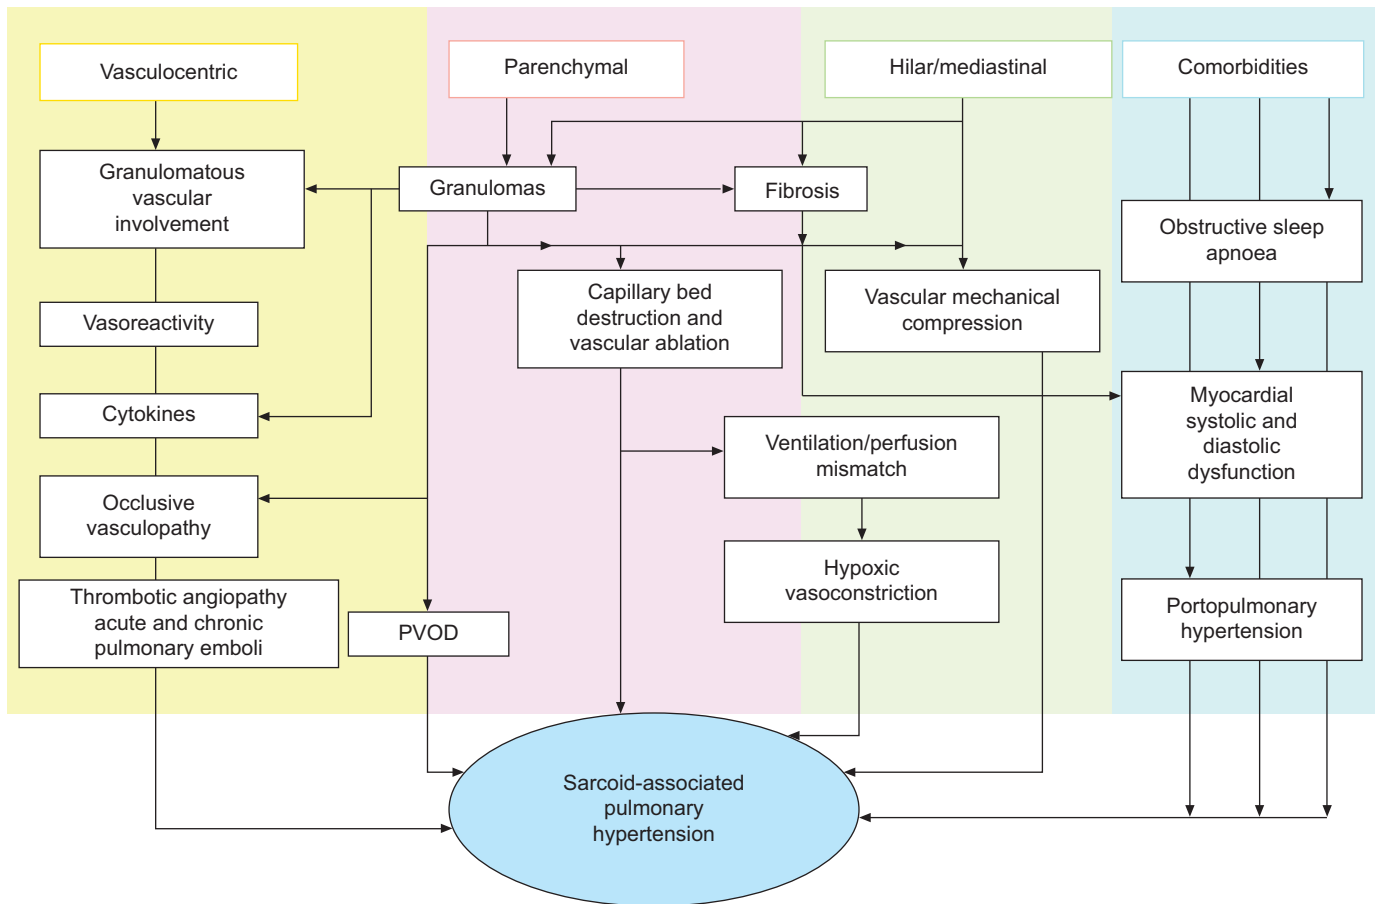 Vasculocentric
Parenchymal
Hilar/mediastinal
Comorbidities
Granulomatous
vascular
involvement
Granulomas
Fibrosis
Obstructive sleep
apnoea
Vasoreactivity
Capillary bed
destruction and
vascular ablation
Vascular mechanical
compression
Cytokines
Myocardial
systolic and
diastolic
dysfunction
Ventilation/perfusion
mismatch
Occlusive
vasculopathy
Hypoxic
vasoconstriction
Thrombotic angiopathy
acute and chronic
pulmonary emboli
PVOD
Portopulmonary
hypertension
Sarcoid-associated
pulmonary
hypertension